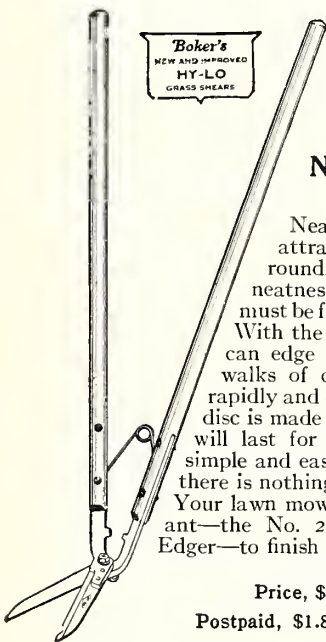 Boker's
NEW AND IMPROVED
HY-LO
GRASS SHEARS
N
Nea
attra
round
neatnes
must be f
With the
can edge
walks of
rapidly and
disc is made
will last for
simple and eas
there is nothing
Your lawn mow
ant—the No. 2
Edger—to finish
Price, $
Postpaid, $1.8